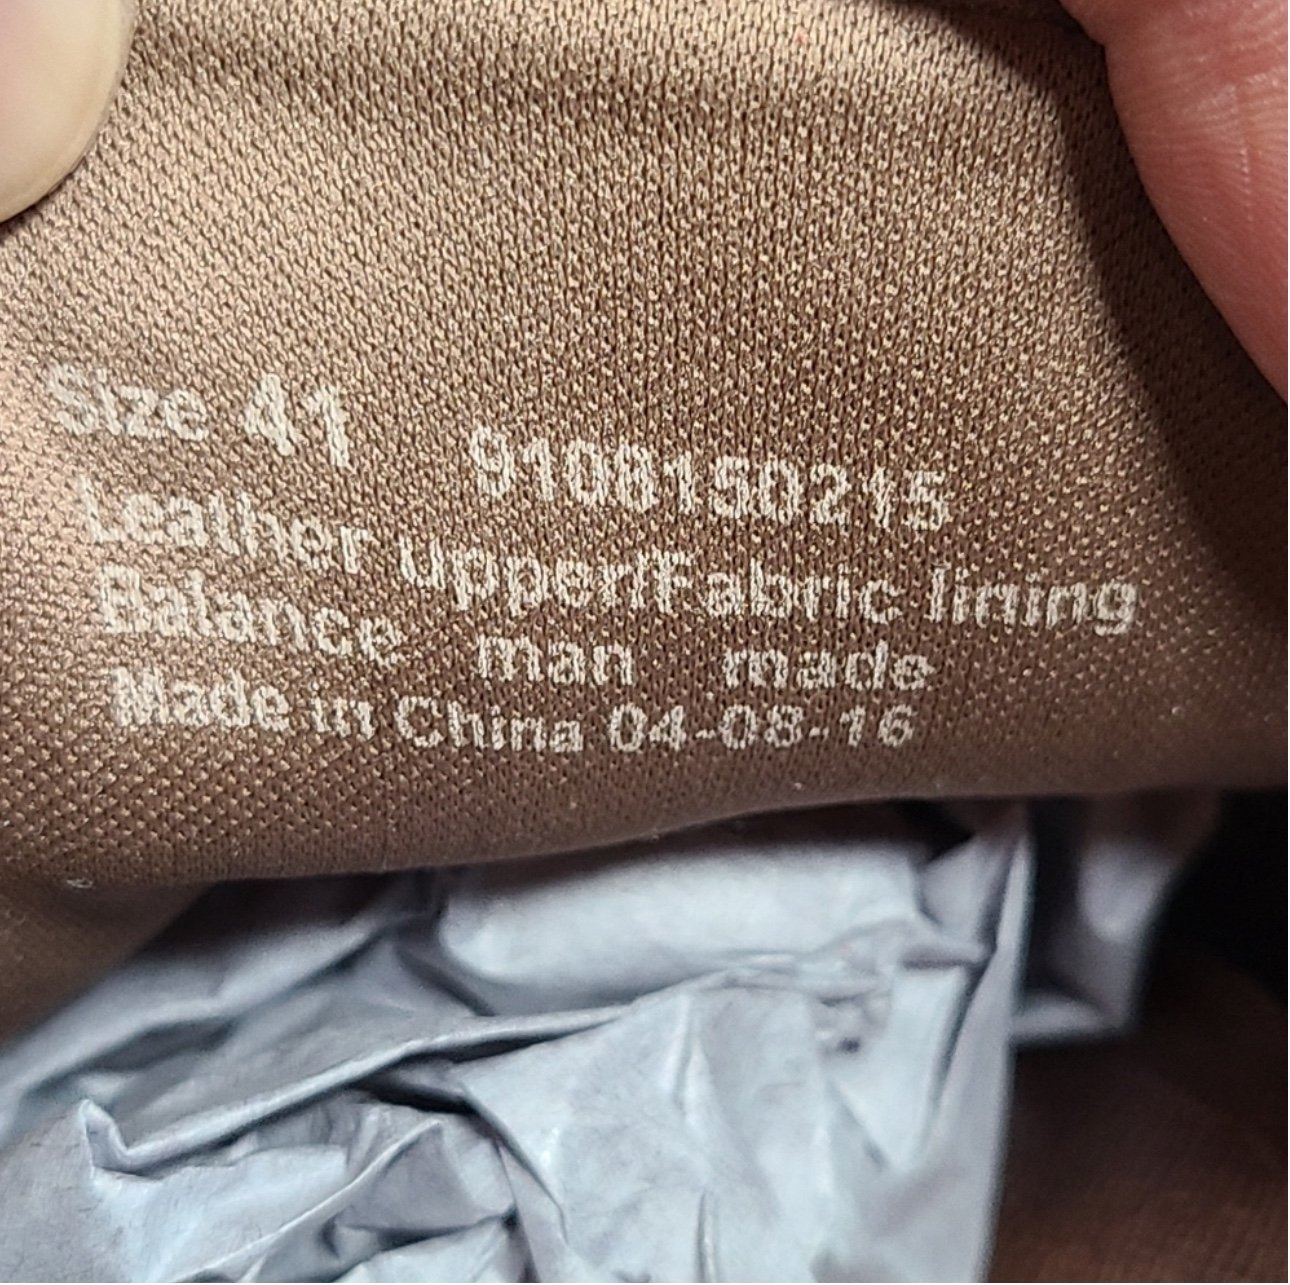 Size 41 9108150215
Leather upper/Fabric lining
Balance man made
Made in China 04-08-16